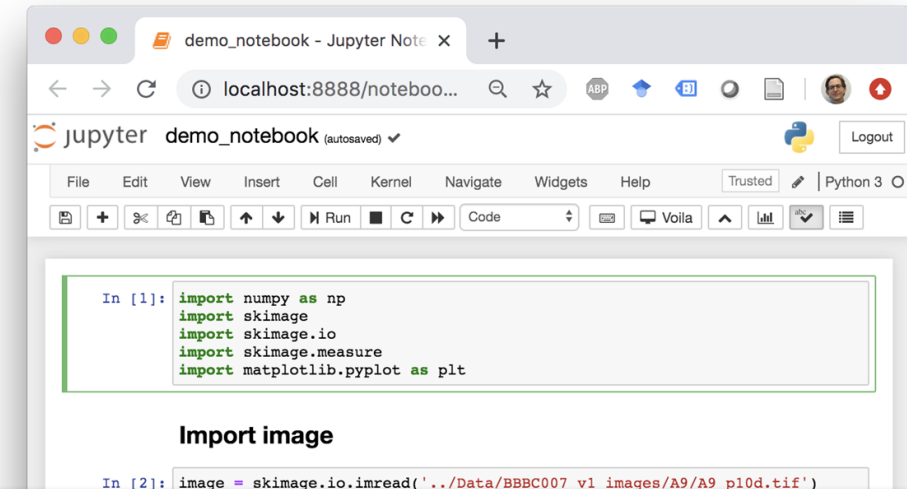 demo_notebook - Jupyter Note
localhost:8888/noteboo...
ABP
jupyter demo_notebook (autosaved)
Logout
File Edit View Insert Cell Kernel Navigate Widgets Help Trusted Python 3
Run Code Voila abc
In [1]: import numpy as np
import skimage
import skimage.io
import skimage.measure
import matplotlib.pyplot as plt
Import image
In [2]: image = skimage.io.imread('../Data/BBBC007_v1_images/A9/A9 p10d.tif')